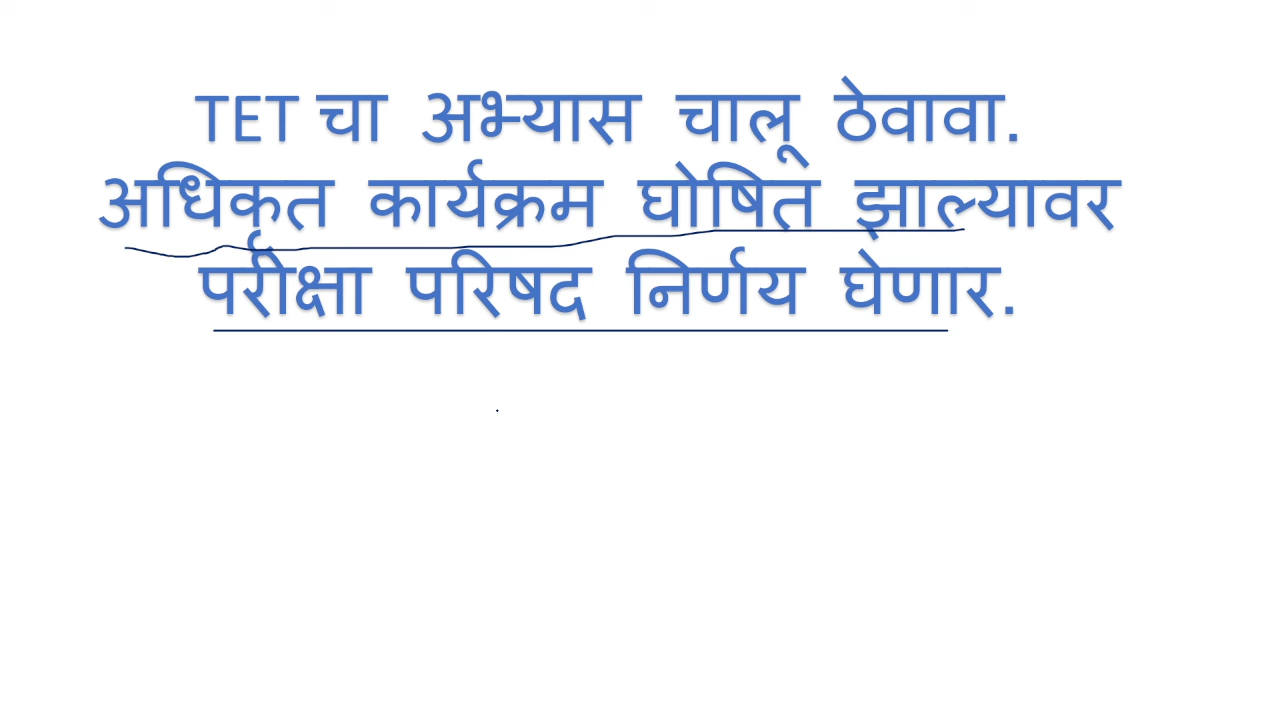 TET चा अभ्यास चालू ठेवावा.
अधिकृत कार्यक्रम घोषित झाल्यावर
परीक्षा परिषद निर्णय घेणार.